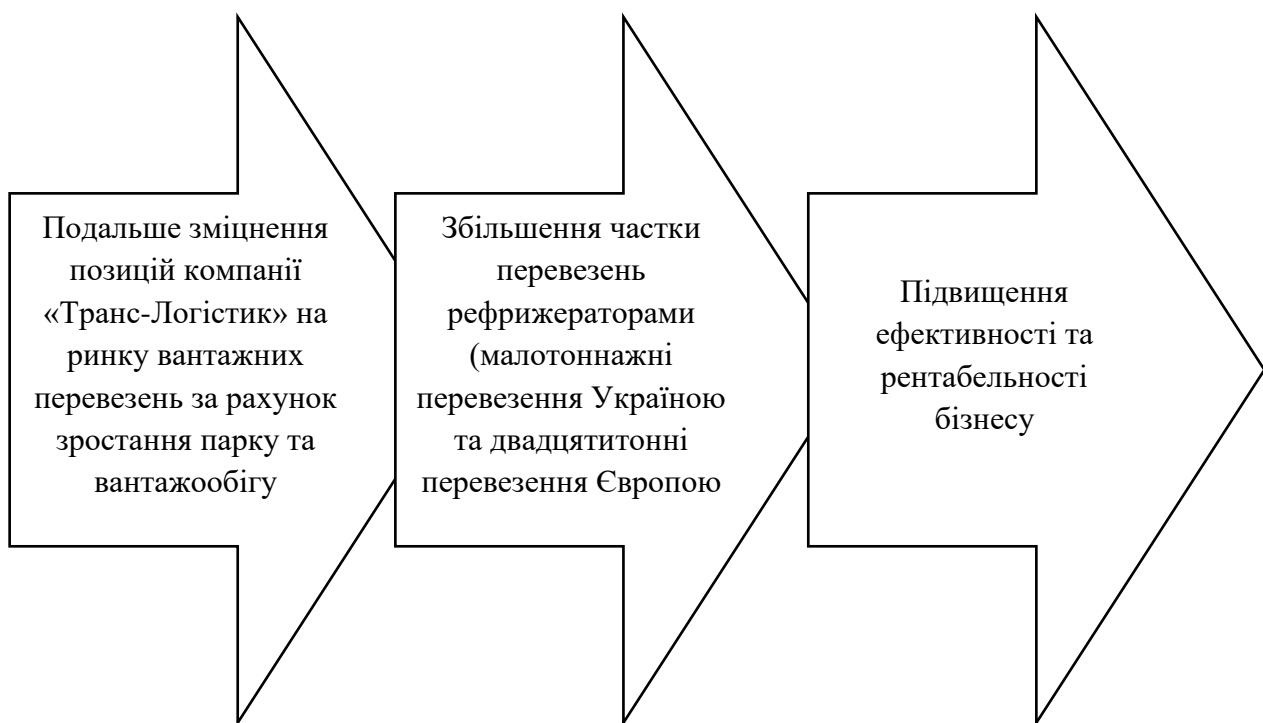 Подальше зміцнення
позицій компанії
«Транс-Логістик» на
ринку вантажних
перевезень за рахунок
зростання парку та
вантажообігу
Збільшення частки
перевезень
рефрижераторами
(малотоннажні
перевезення Україною
та двадцятитонні
перевезення Європою
Підвищення
ефективності та
рентабельності
бізнесу